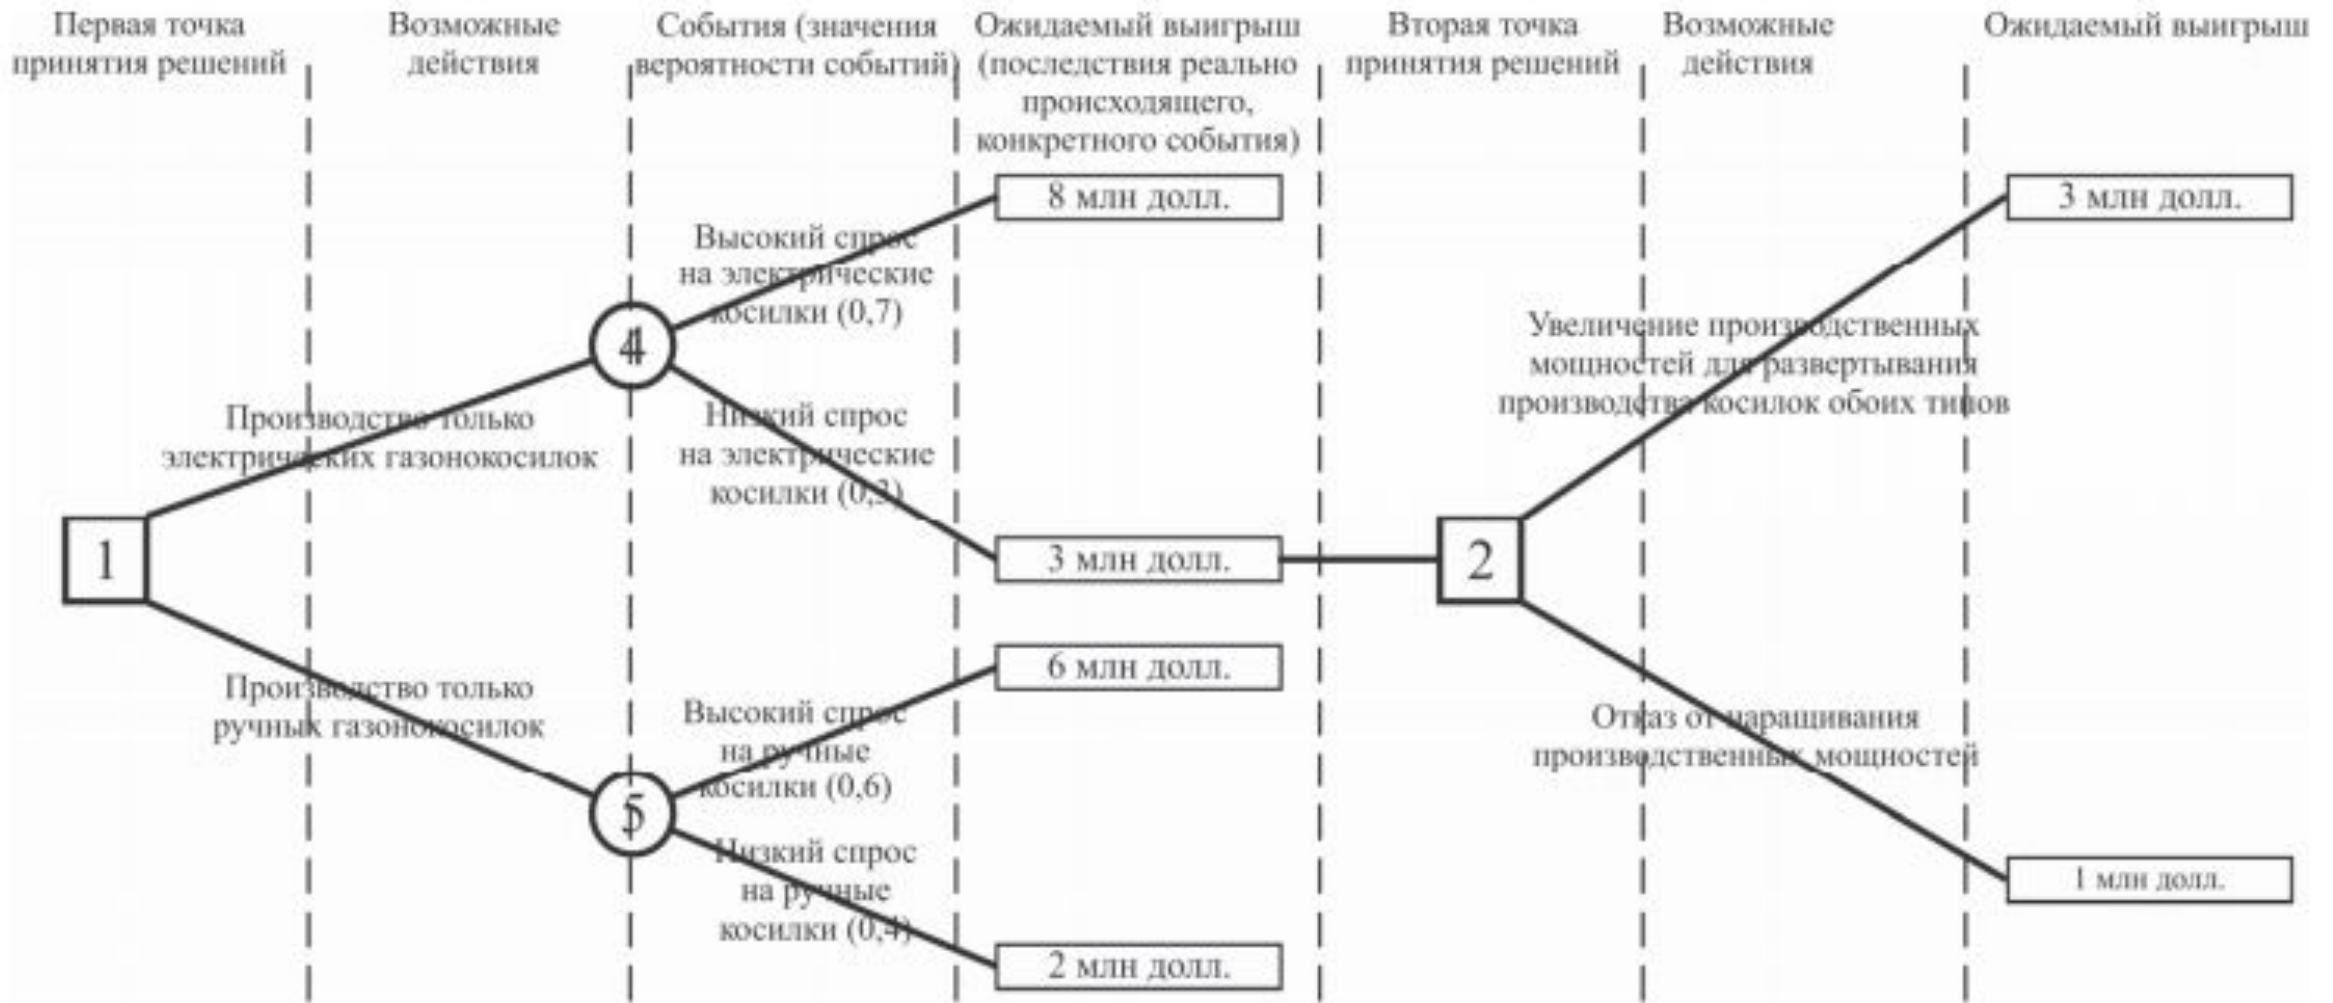 Первая точка
принятия решений
Возможные
действия
События (значения
вероятности событий)
Ожидаемый выигрыш
(последствия реально
происходящего,
конкретного события)
Вторая точка
принятия решений
Возможные
действия
Ожидаемый выигрыш
8 млн долл.
3 млн долл.
Высокий спрос
на электрические
косилки (0,7)
4
Производство только
электрических газонокосилок
Низкий спрос
на электрические
косилки (0,3)
Увеличение производственных
мощностей для развертывания
производства косилок обоих типов
1
3 млн долл.
2
6 млн долл.
Производство только
ручных газонокосилок
Высокий спрос
на ручные
косилки (0,6)
Отказ от наращивания
производственных мощностей
5
Низкий спрос
на ручные
косилки (0,4)
1 млн долл.
2 млн долл.